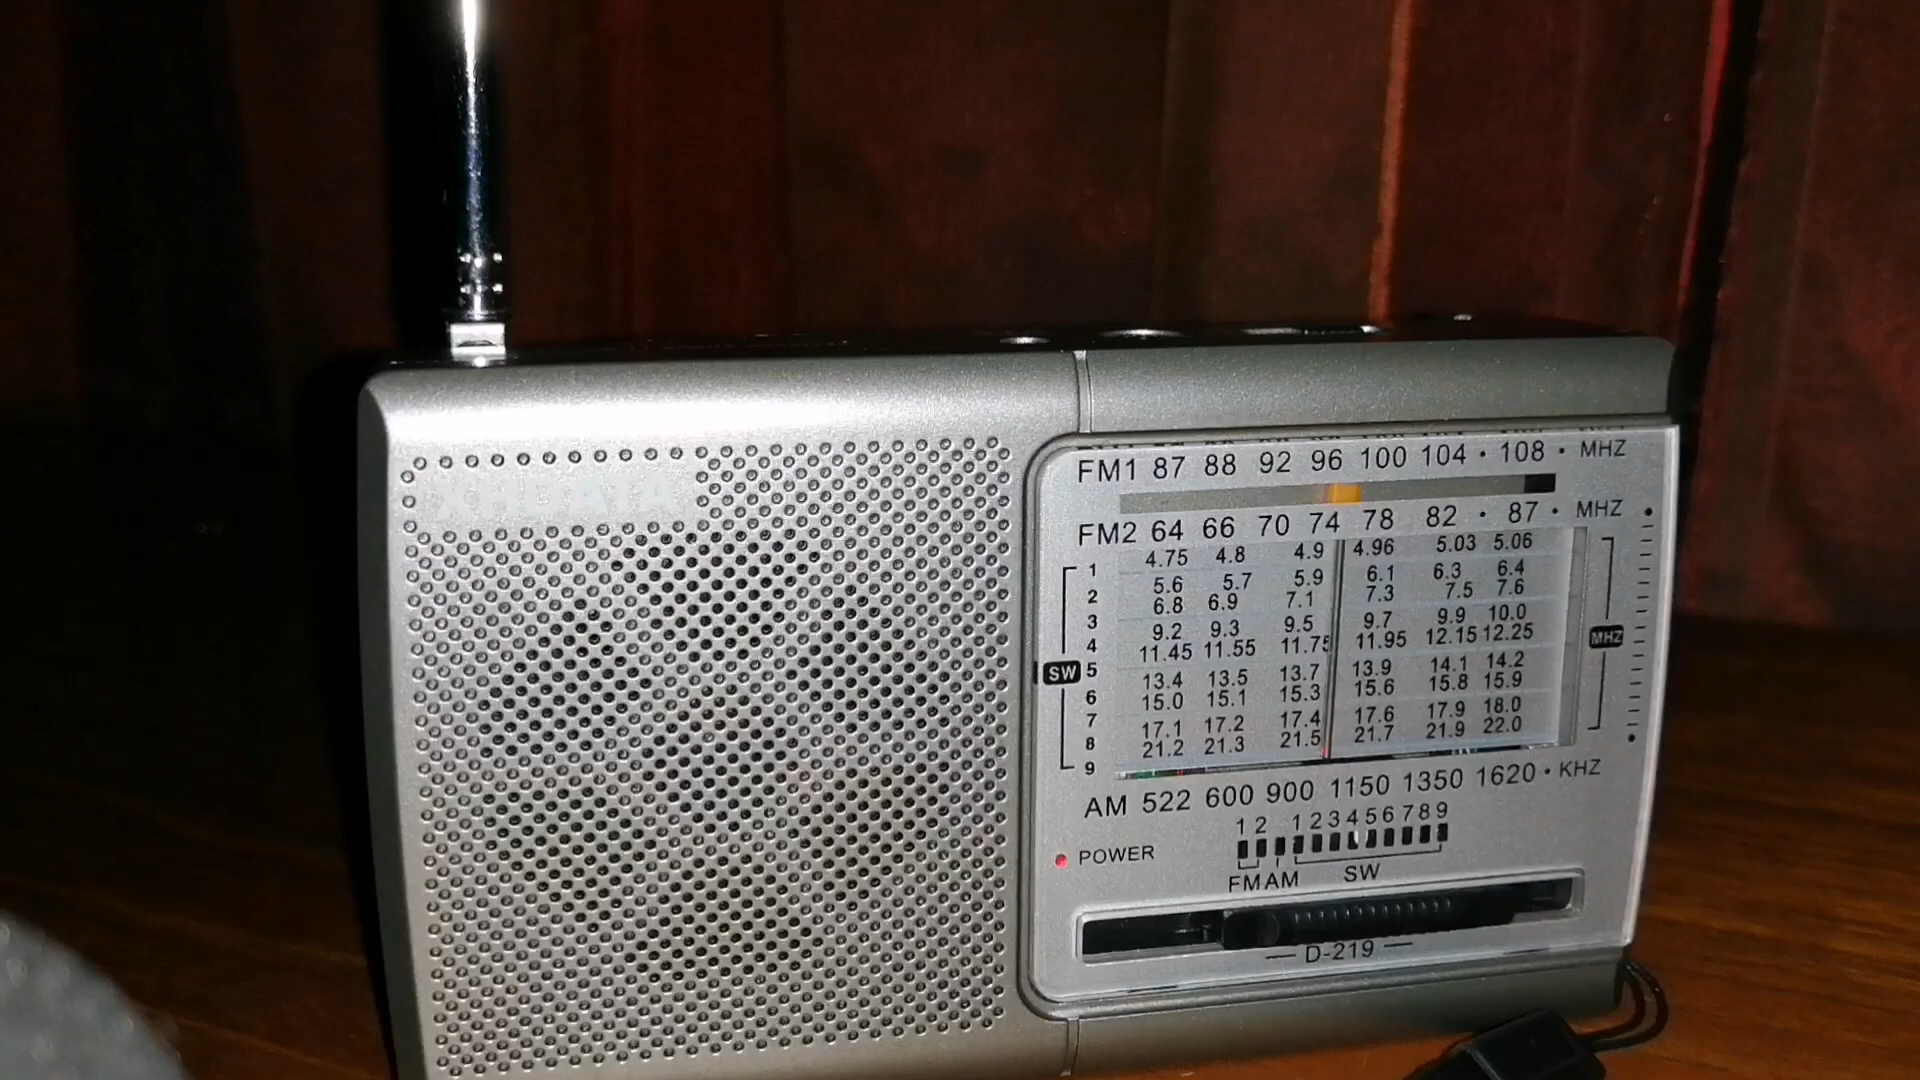 XHDATA
FM1 87 88 92 96 100 104 • 108 • MHZ
FM2 64 66 70 74 78 82 • 87 • MHZ
4.75 4.8 4.9 4.96 5.03 5.06
1
5.6 5.7 5.9 6.1 6.3 6.4
2
6.8 6.9 7.1 7.3 7.5 7.6
3
9.2 9.3 9.5 9.7 9.9 10.0
4
11.45 11.55 11.75 11.95 12.15 12.25
MHZ
SW 5
13.4 13.5 13.7 13.9 14.1 14.2
6
15.0 15.1 15.3 15.6 15.8 15.9
7
17.1 17.2 17.4 17.6 17.9 18.0
8
21.2 21.3 21.5 21.7 21.9 22.0
9
AM 522 600 900 1150 1350 1620 • KHZ
1 2 1 2 3 4 5 6 7 8 9
POWER
FM AM SW
D-219